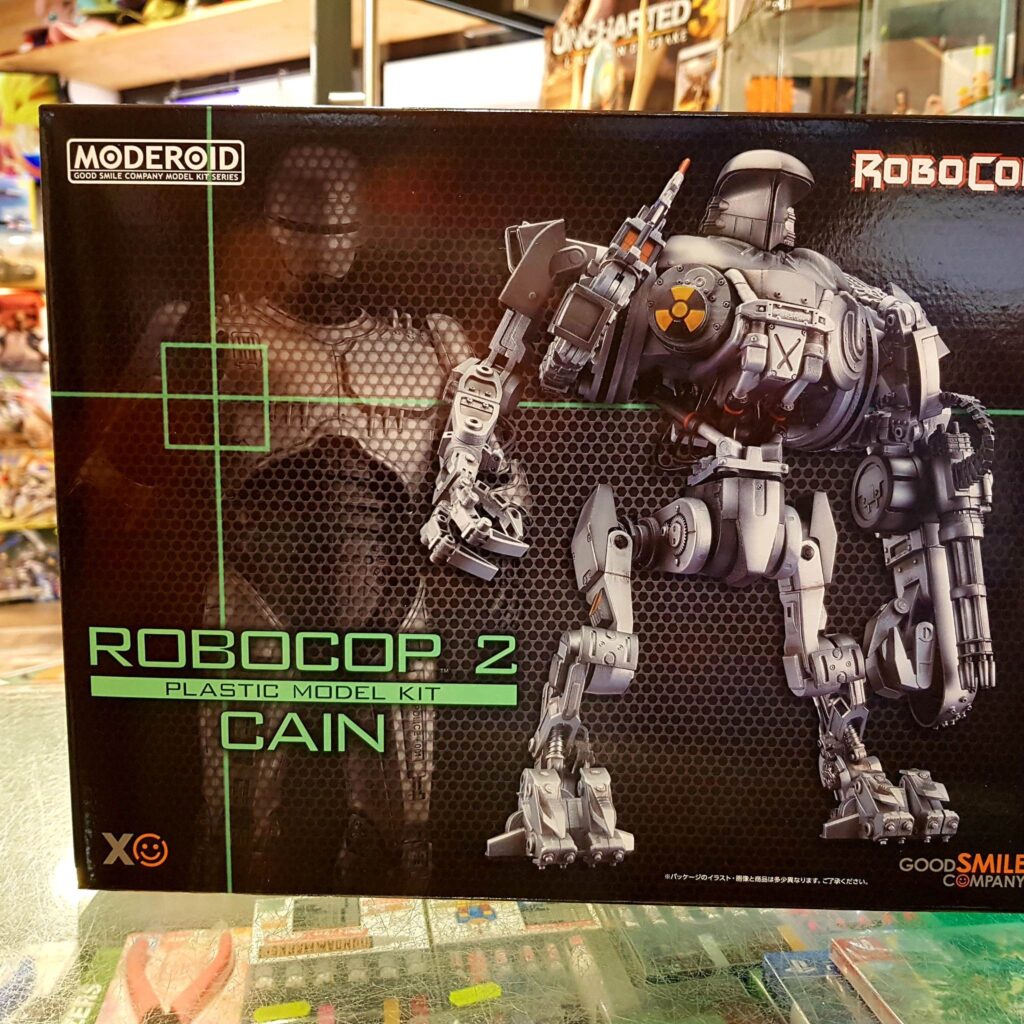 UNCHARTED 3
MODEROID
GOOD SMILE COMPANY MODEL KIT SERIES
ROBOCO
ROBOCOP 2
™
PLASTIC MODEL KIT
CAIN
X
GOOD SMILE
COMPANY
※パッケージのイラスト・画像と商品は多少異なります。ご了承ください。